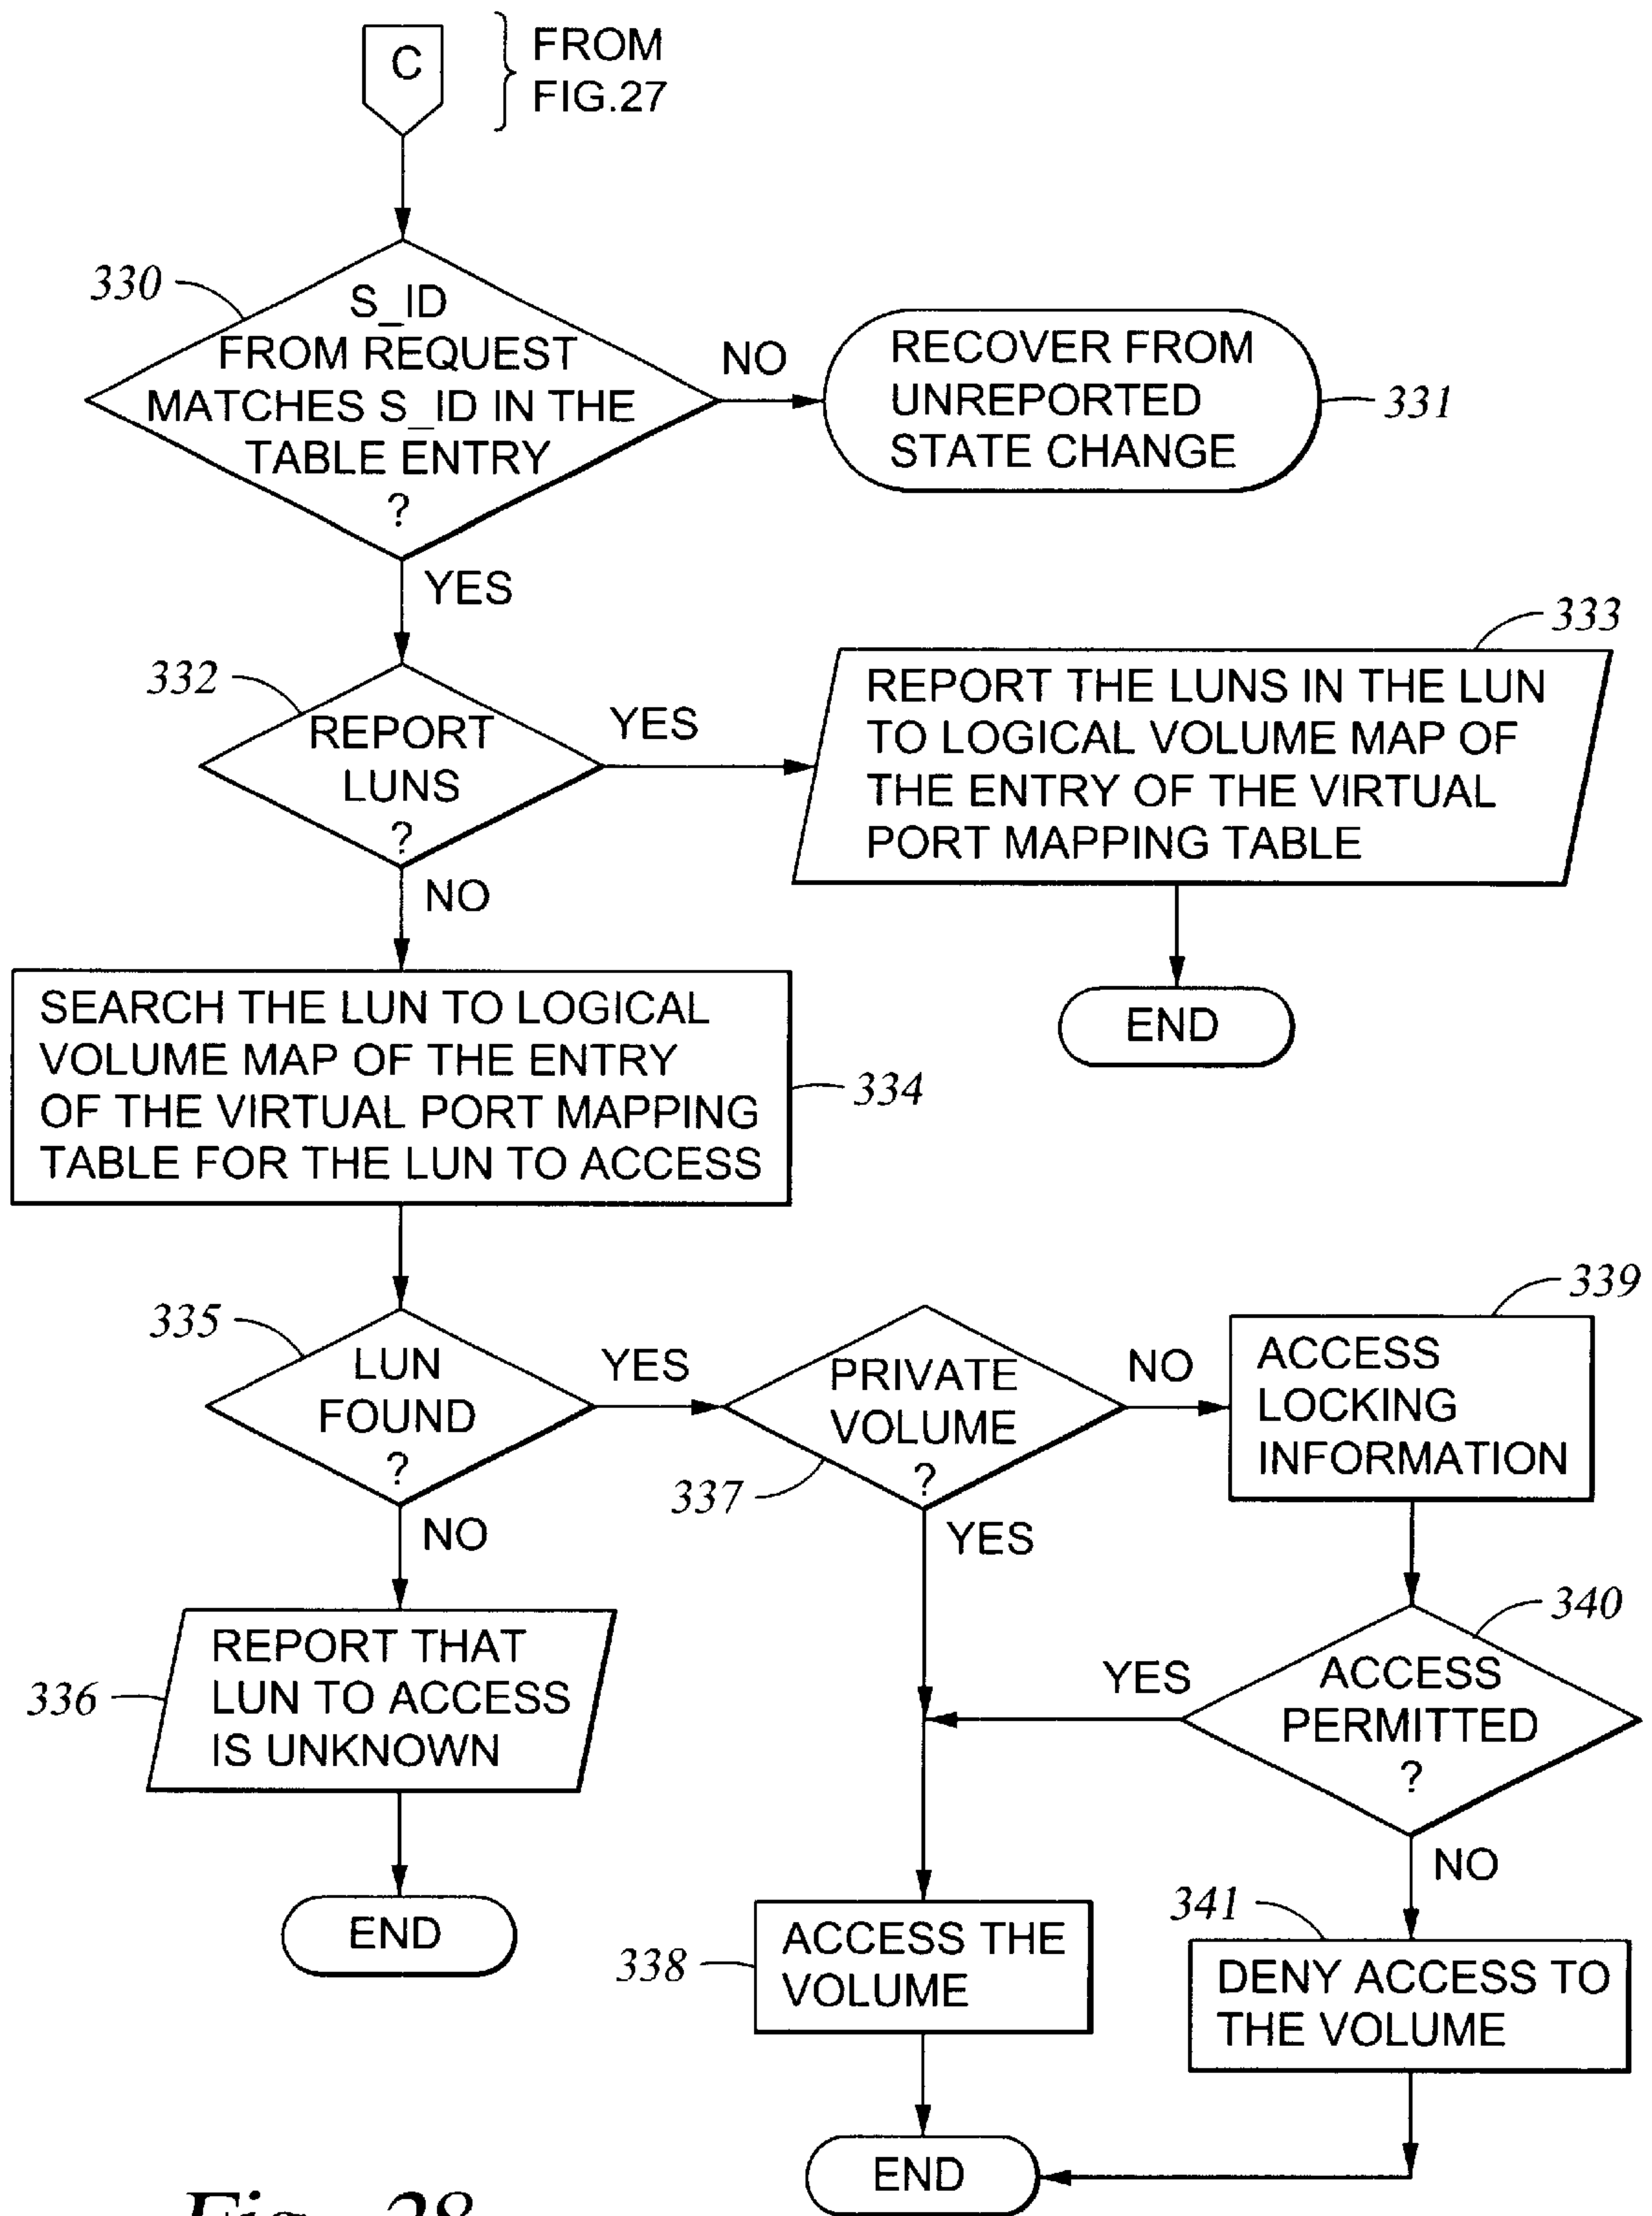 C
FROM
FIG.27
330
S_ID
FROM REQUEST
MATCHES S_ID IN THE
TABLE ENTRY
?
NO
RECOVER FROM
UNREPORTED
STATE CHANGE
331
YES
332
REPORT
LUNS
?
YES
333
REPORT THE LUNS IN THE LUN
TO LOGICAL VOLUME MAP OF
THE ENTRY OF THE VIRTUAL
PORT MAPPING TABLE
END
NO
SEARCH THE LUN TO LOGICAL
VOLUME MAP OF THE ENTRY
OF THE VIRTUAL PORT MAPPING
TABLE FOR THE LUN TO ACCESS
334
335
LUN
FOUND
?
YES
PRIVATE
VOLUME
?
337
NO
339
ACCESS
LOCKING
INFORMATION
NO
YES
336
REPORT THAT
LUN TO ACCESS
IS UNKNOWN
END
340
ACCESS
PERMITTED
?
YES
NO
338
ACCESS THE
VOLUME
341
DENY ACCESS TO
THE VOLUME
END
Fig. 28